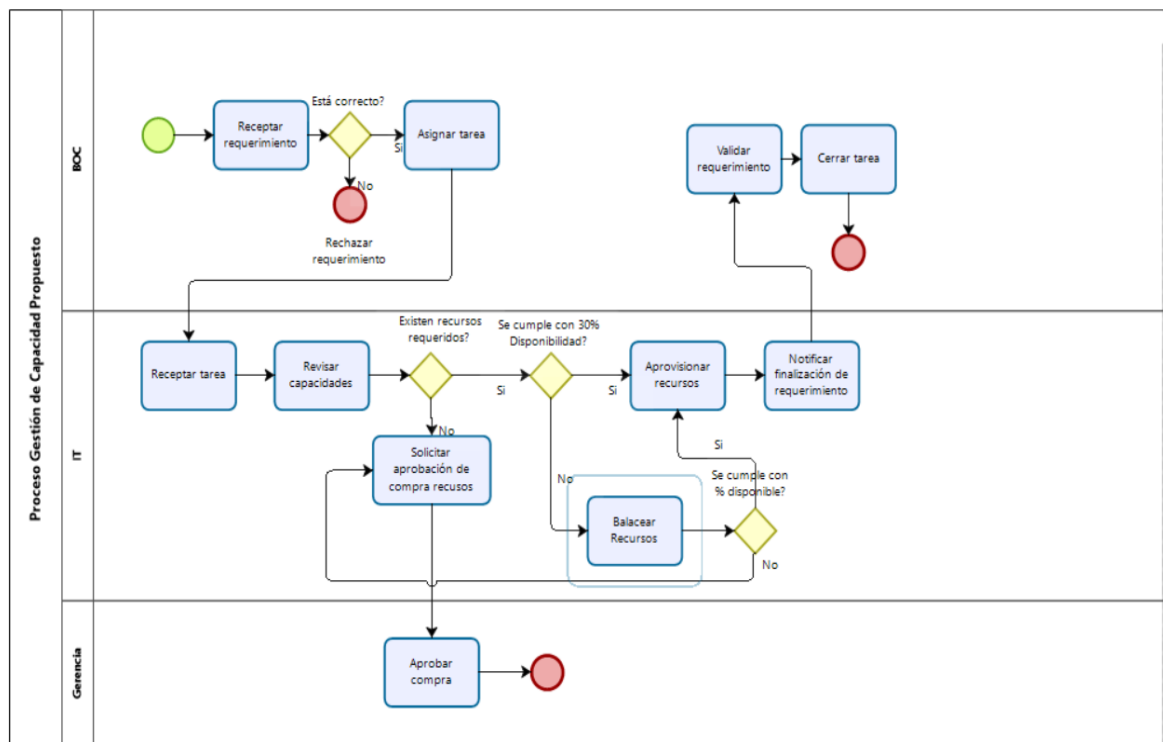 Proceso Gestión de Capacidad Propuesto
BOC
Receptar
requerimiento
Está correcto?
Si
No
Rechazar
requerimiento
Asignar tarea
Validar
requerimiento
Cerrar tarea
IT
Receptar tarea
Revisar
capacidades
Existen recursos
requeridos?
Si
No
Solicitar
aprobación de
compra recusos
Se cumple con 30%
Disponibilidad?
Si
No
Aprovisionar
recursos
Notificar
finalización de
requerimiento
Balacear
Recursos
Se cumple con
% disponible?
Si
No
Gerencia
Aprobar
compra